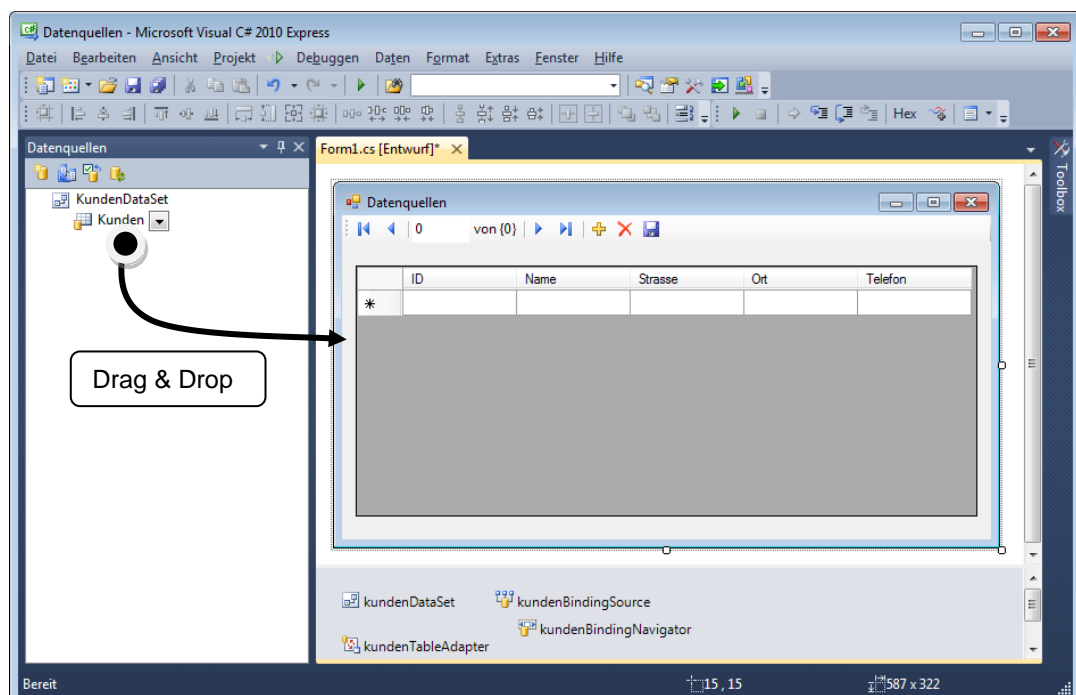 Datenquellen - Microsoft Visual C# 2010 Express
Datei Bearbeiten Ansicht Projekt Debuggen Daten Format Extras Fenster Hilfe
Hex
Datenquellen
Form1.cs [Entwurf]*
Toolbox
KundenDataSet
Kunden
Datenquellen
0 von {0}
ID Name Strasse Ort Telefon
Drag & Drop
kundenDataSet kundenBindingSource
kundenBindingNavigator
kundenTableAdapter
Bereit 15 , 15 587 x 322